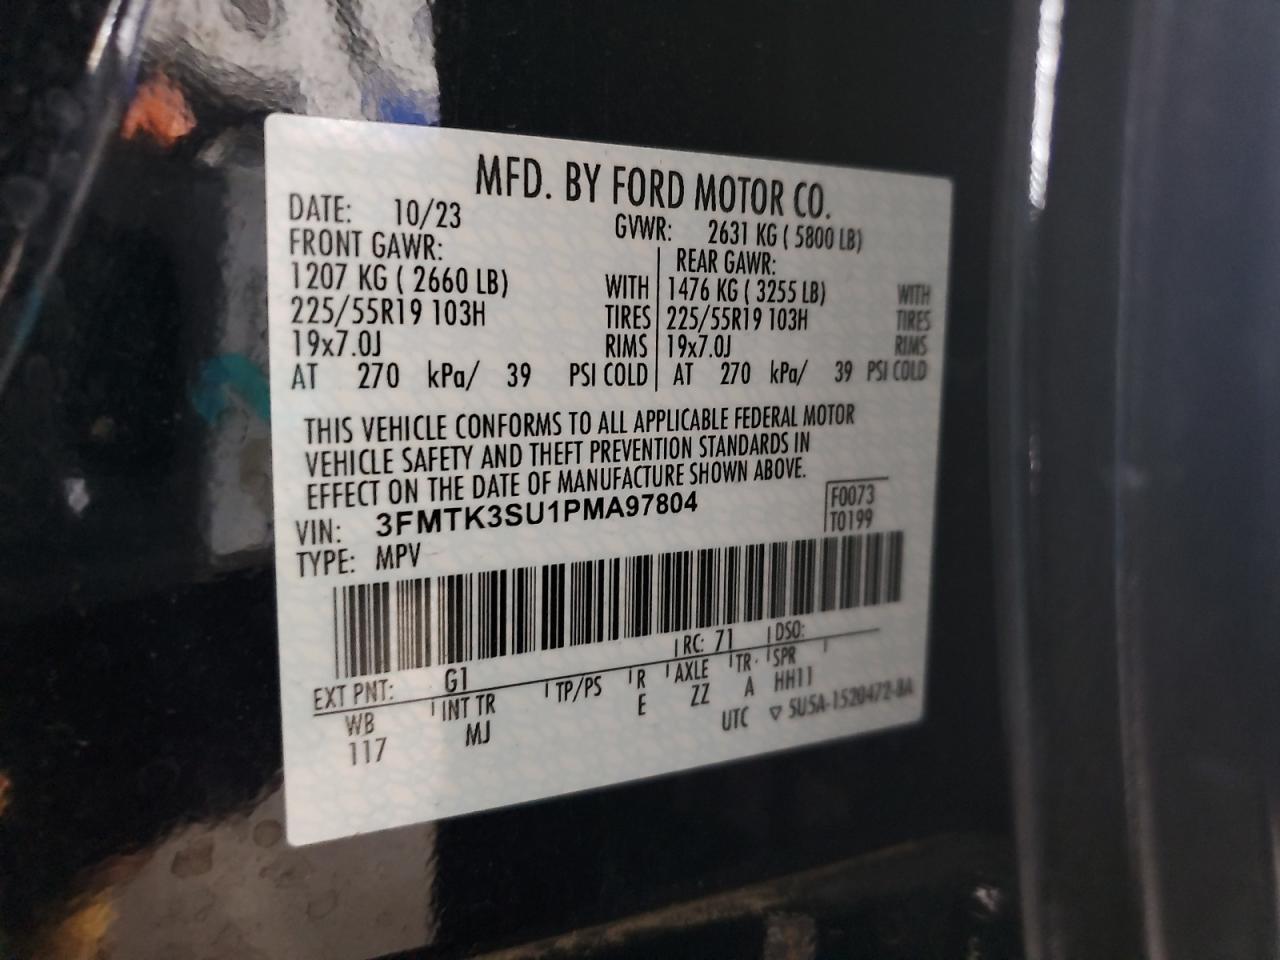 MFD. BY FORD MOTOR CO.
DATE: 10/23 GVWR: 2631 KG ( 5800 LB)
FRONT GAWR: REAR GAWR:
1207 KG ( 2660 LB) WITH 1476 KG ( 3255 LB) WITH
225/55R19 103H TIRES 225/55R19 103H TIRES
19x7.0J RIMS 19x7.0J RIMS
AT 270 kPa/ 39 PSI COLD AT 270 kPa/ 39 PSI COLD
THIS VEHICLE CONFORMS TO ALL APPLICABLE FEDERAL MOTOR
VEHICLE SAFETY AND THEFT PREVENTION STANDARDS IN
EFFECT ON THE DATE OF MANUFACTURE SHOWN ABOVE.
VIN: 3FMTK3SU1PMA97804 F0073
TYPE: MPV T0199
EXT PNT: G1 RC: 71 DSO:
WB INT TR TP/PS R AXLE TR SPR
117 MJ E ZZ A HH11
UTC ▽ 5U5A-1520472-BA